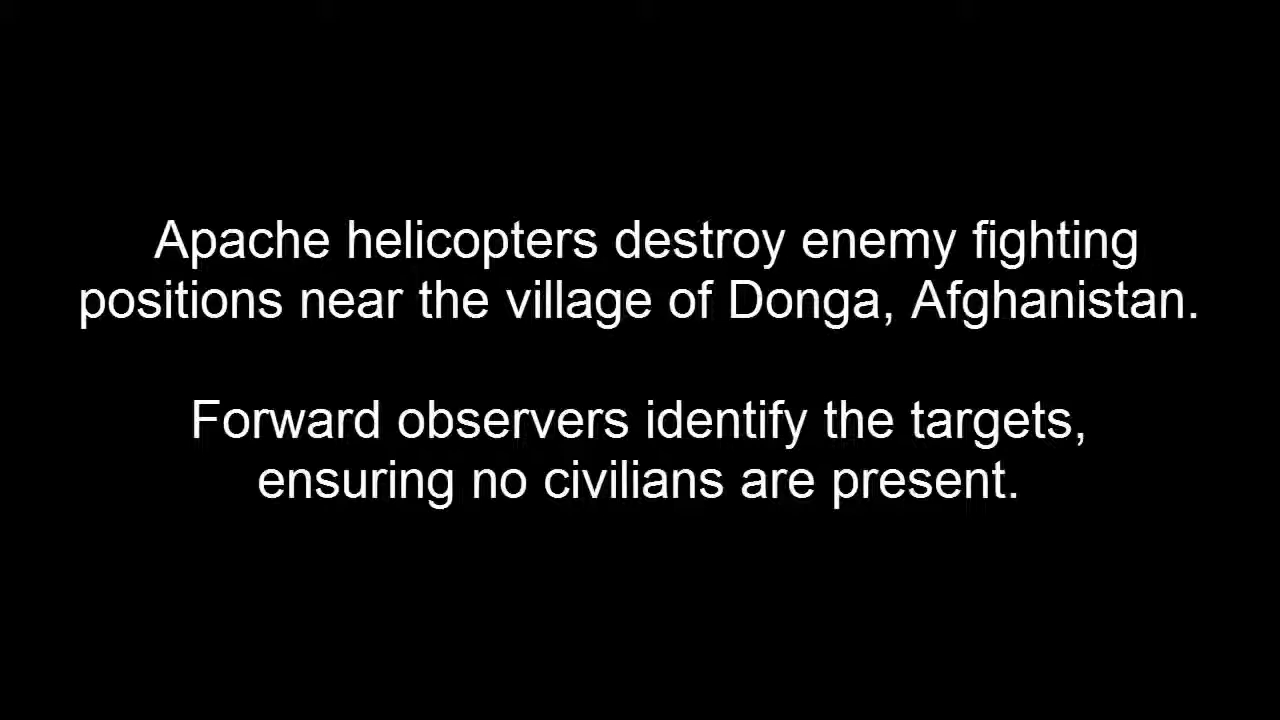 Apache helicopters destroy enemy fighting
positions near the village of Donga, Afghanistan.
Forward observers identify the targets,
ensuring no civilians are present.